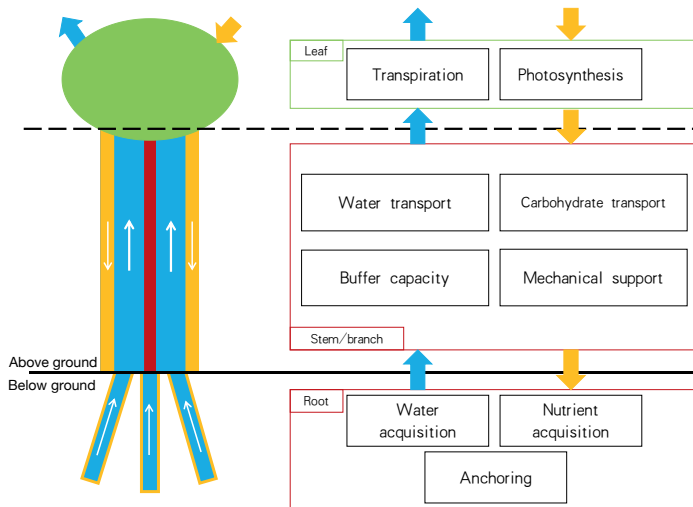 Leaf
Transpiration
Photosynthesis
Water transport
Carbohydrate transport
Buffer capacity
Mechanical support
Stem/branch
Above ground
Below ground
Root
Water
acquisition
Nutrient
acquisition
Anchoring